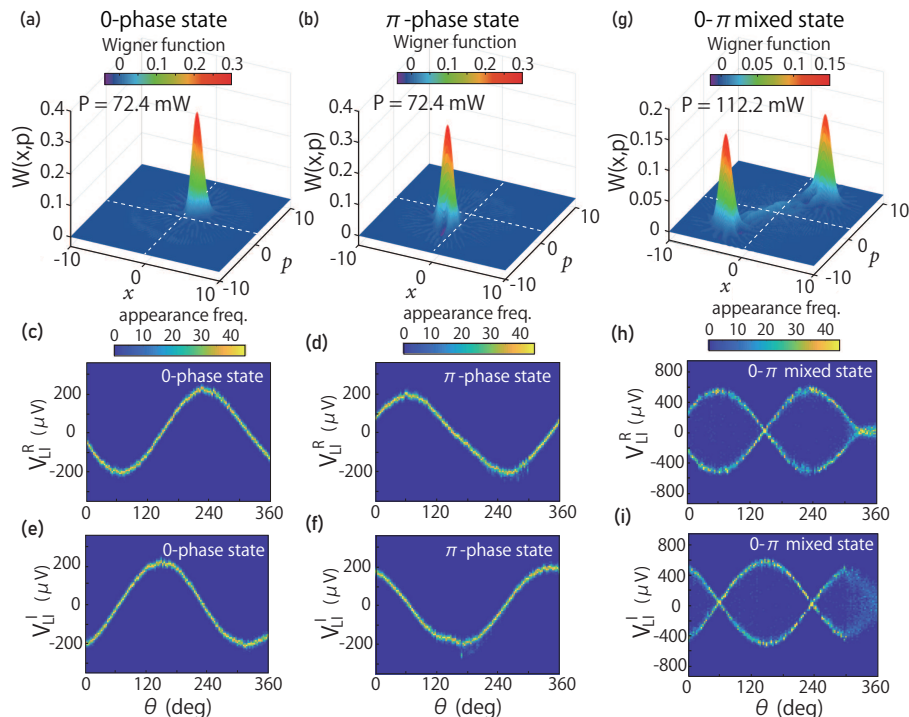 (a) 0-phase state
Wigner function
0 0.1 0.2 0.3
P = 72.4 mW
W(x,p)
0.4
0.3
0.2
0.1
0
-10
0
10
x
-10
0
10
p
(b) π -phase state
Wigner function
0 0.1 0.2 0.3
P = 72.4 mW
0.4
0.3
0.2
0.1
0
-10
0
10
x
-10
0
10
p
(g) 0-π mixed state
Wigner function
0 0.05 0.1 0.15
P = 112.2 mW
W(x,p)
0.2
0.15
0.10
0.05
0
-10
0
10
x
-10
0
10
p
appearance freq.
0 10 20 30 40
(c)
0-phase state
V_LI^R (μV)
200
0
-200
0 120 240 360
(e)
0-phase state
V_LI^I (μV)
200
0
-200
0 120 240 360
θ (deg)
appearance freq.
0 10 20 30 40
(d)
π -phase state
200
0
-200
0 120 240 360
(f)
π -phase state
200
0
-200
0 120 240 360
θ (deg)
appearance freq.
0 10 20 30 40
(h)
0-π mixed state
V_LI^R (μV)
800
400
0
-400
-800
0 120 240 360
(i)
0-π mixed state
V_LI^I (μV)
800
400
0
-400
-800
0 120 240 360
θ (deg)